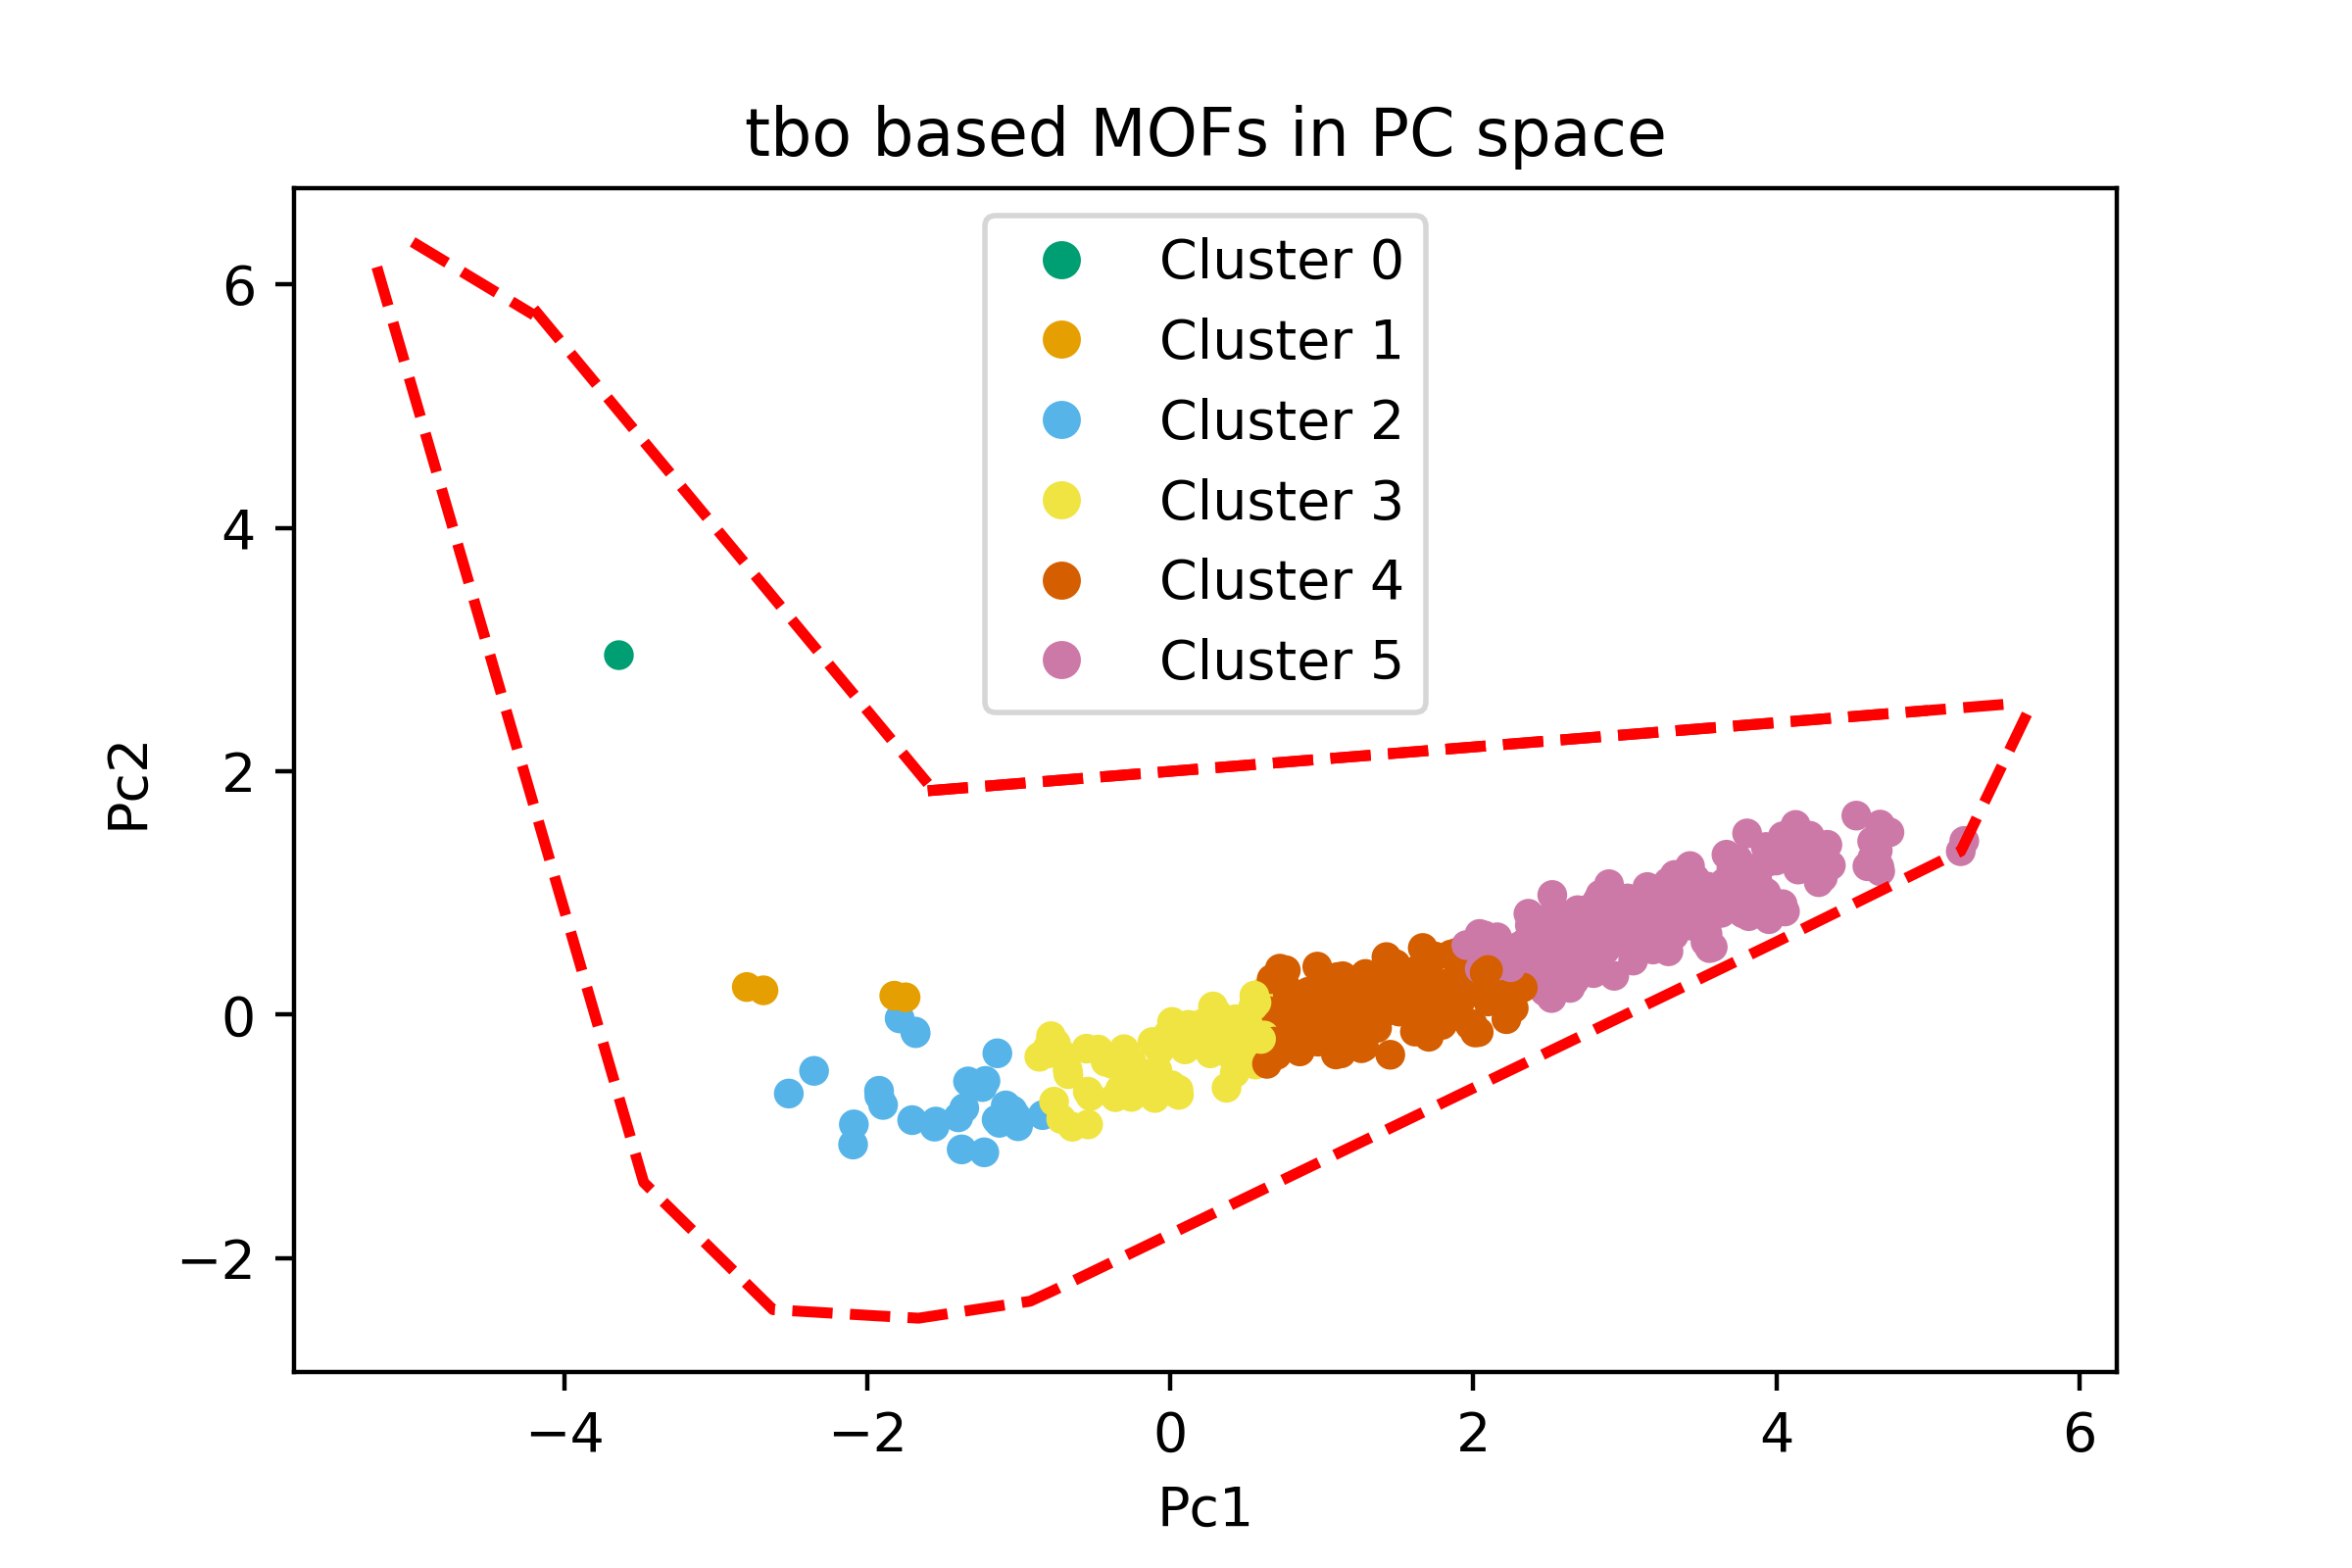 tbo based MOFs in PC space
Cluster 0
Cluster 1
Cluster 2
Cluster 3
Cluster 4
Cluster 5
6
4
2
0
−2
Pc2
−4
−2
0
2
4
6
Pc1